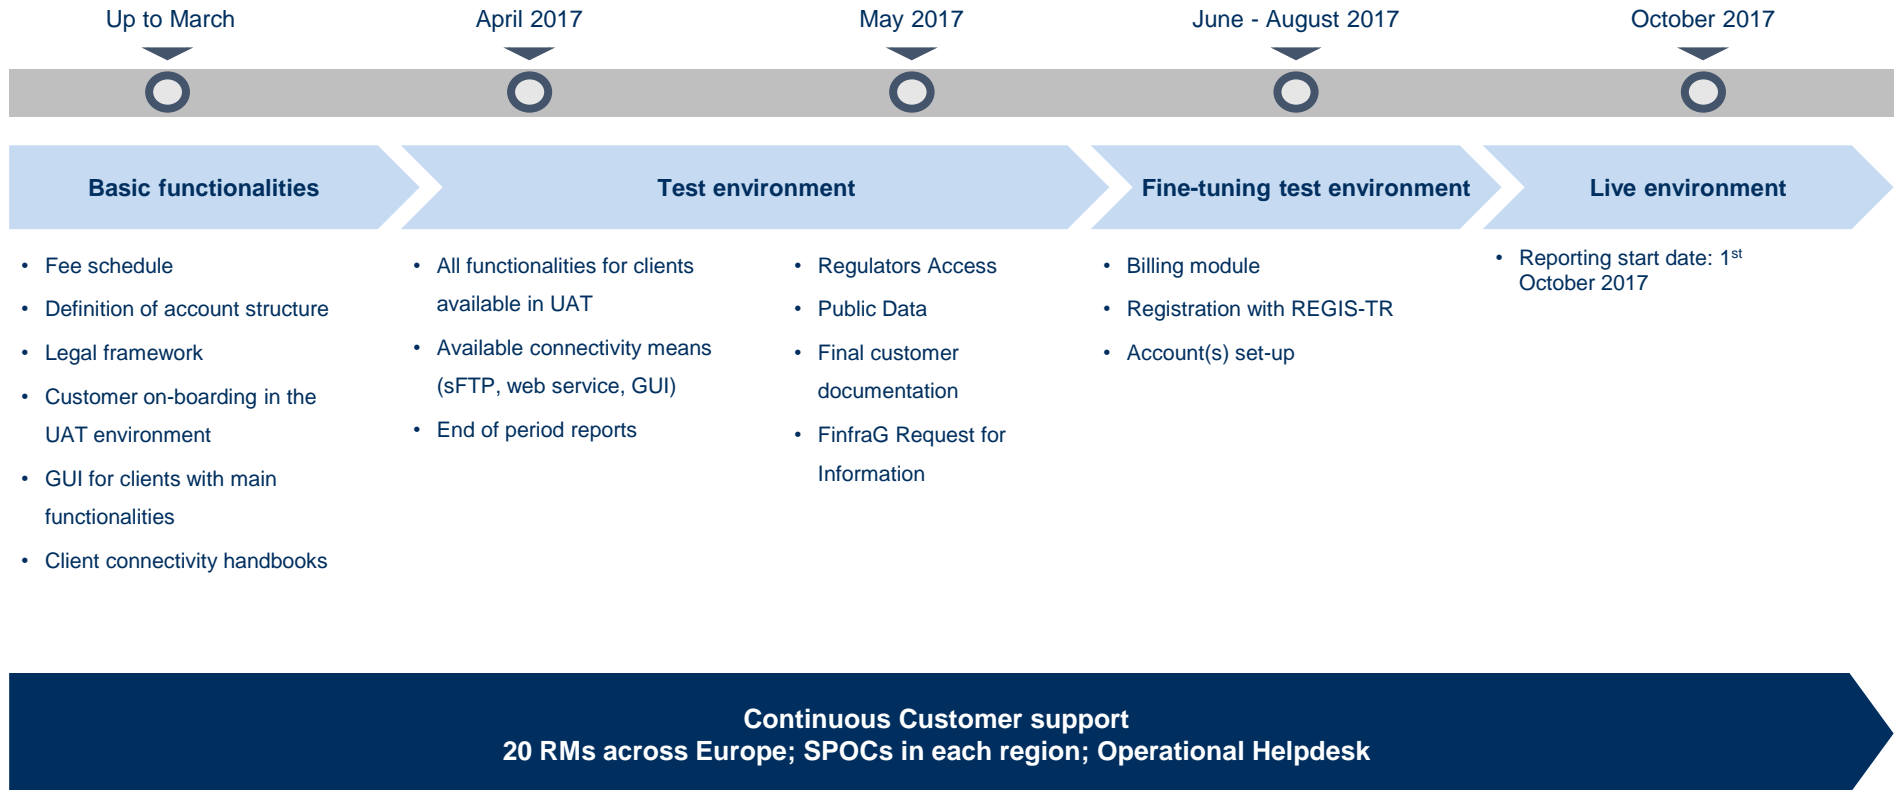 Up to March
April 2017
May 2017
June - August 2017
October 2017
Basic functionalities
Test environment
Fine-tuning test environment
Live environment
• Fee schedule
• Definition of account structure
• Legal framework
• Customer on-boarding in the
UAT environment
• GUI for clients with main
functionalities
• Client connectivity handbooks
• All functionalities for clients
available in UAT
• Available connectivity means
(sFTP, web service, GUI)
• End of period reports
• Regulators Access
• Public Data
• Final customer
documentation
• FinfraG Request for
Information
• Billing module
• Registration with REGIS-TR
• Account(s) set-up
• Reporting start date: 1st
October 2017
Continuous Customer support
20 RMs across Europe; SPOCs in each region; Operational Helpdesk